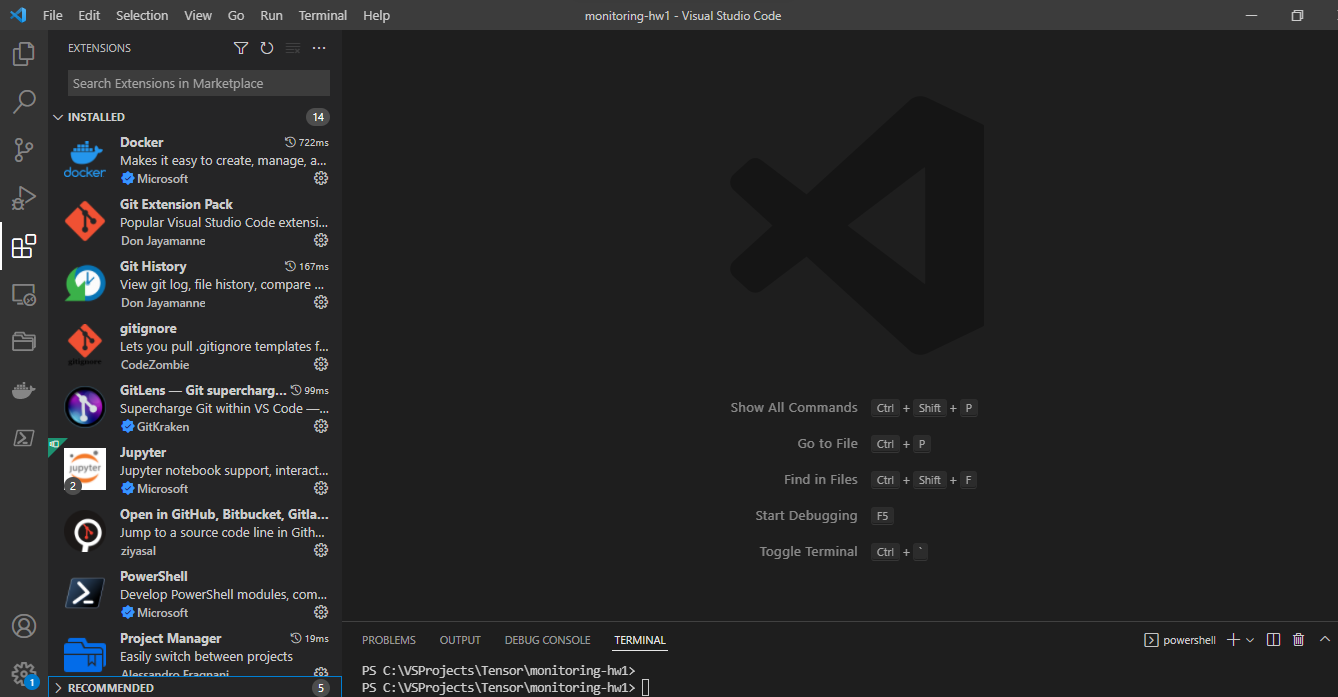 File Edit Selection View Go Run Terminal Help
monitoring-hw1 - Visual Studio Code
EXTENSIONS
Search Extensions in Marketplace
INSTALLED 14
Docker 722ms
Makes it easy to create, manage, a...
docker
Microsoft
Git Extension Pack
Popular Visual Studio Code extensi...
Don Jayamanne
Git History 167ms
View git log, file history, compare ...
Don Jayamanne
gitignore
Lets you pull .gitignore templates f...
gitignore
CodeZombie
GitLens — Git supercharg... 99ms
Supercharge Git within VS Code —...
GitKraken
Jupyter
Jupyter notebook support, interact...
jupyter
2
Microsoft
Open in GitHub, Bitbucket, Gitla...
Jump to a source code line in Gith...
ziyasal
PowerShell
Develop PowerShell modules, com...
Microsoft
Project Manager 19ms
Easily switch between projects
Alessandro Fragnani
RECOMMENDED 5
1
Show All Commands Ctrl + Shift + P
Go to File Ctrl + P
Find in Files Ctrl + Shift + F
Start Debugging F5
Toggle Terminal Ctrl + `
PROBLEMS OUTPUT DEBUG CONSOLE TERMINAL
powershell
PS C:\VSProjects\Tensor\monitoring-hw1>
PS C:\VSProjects\Tensor\monitoring-hw1>